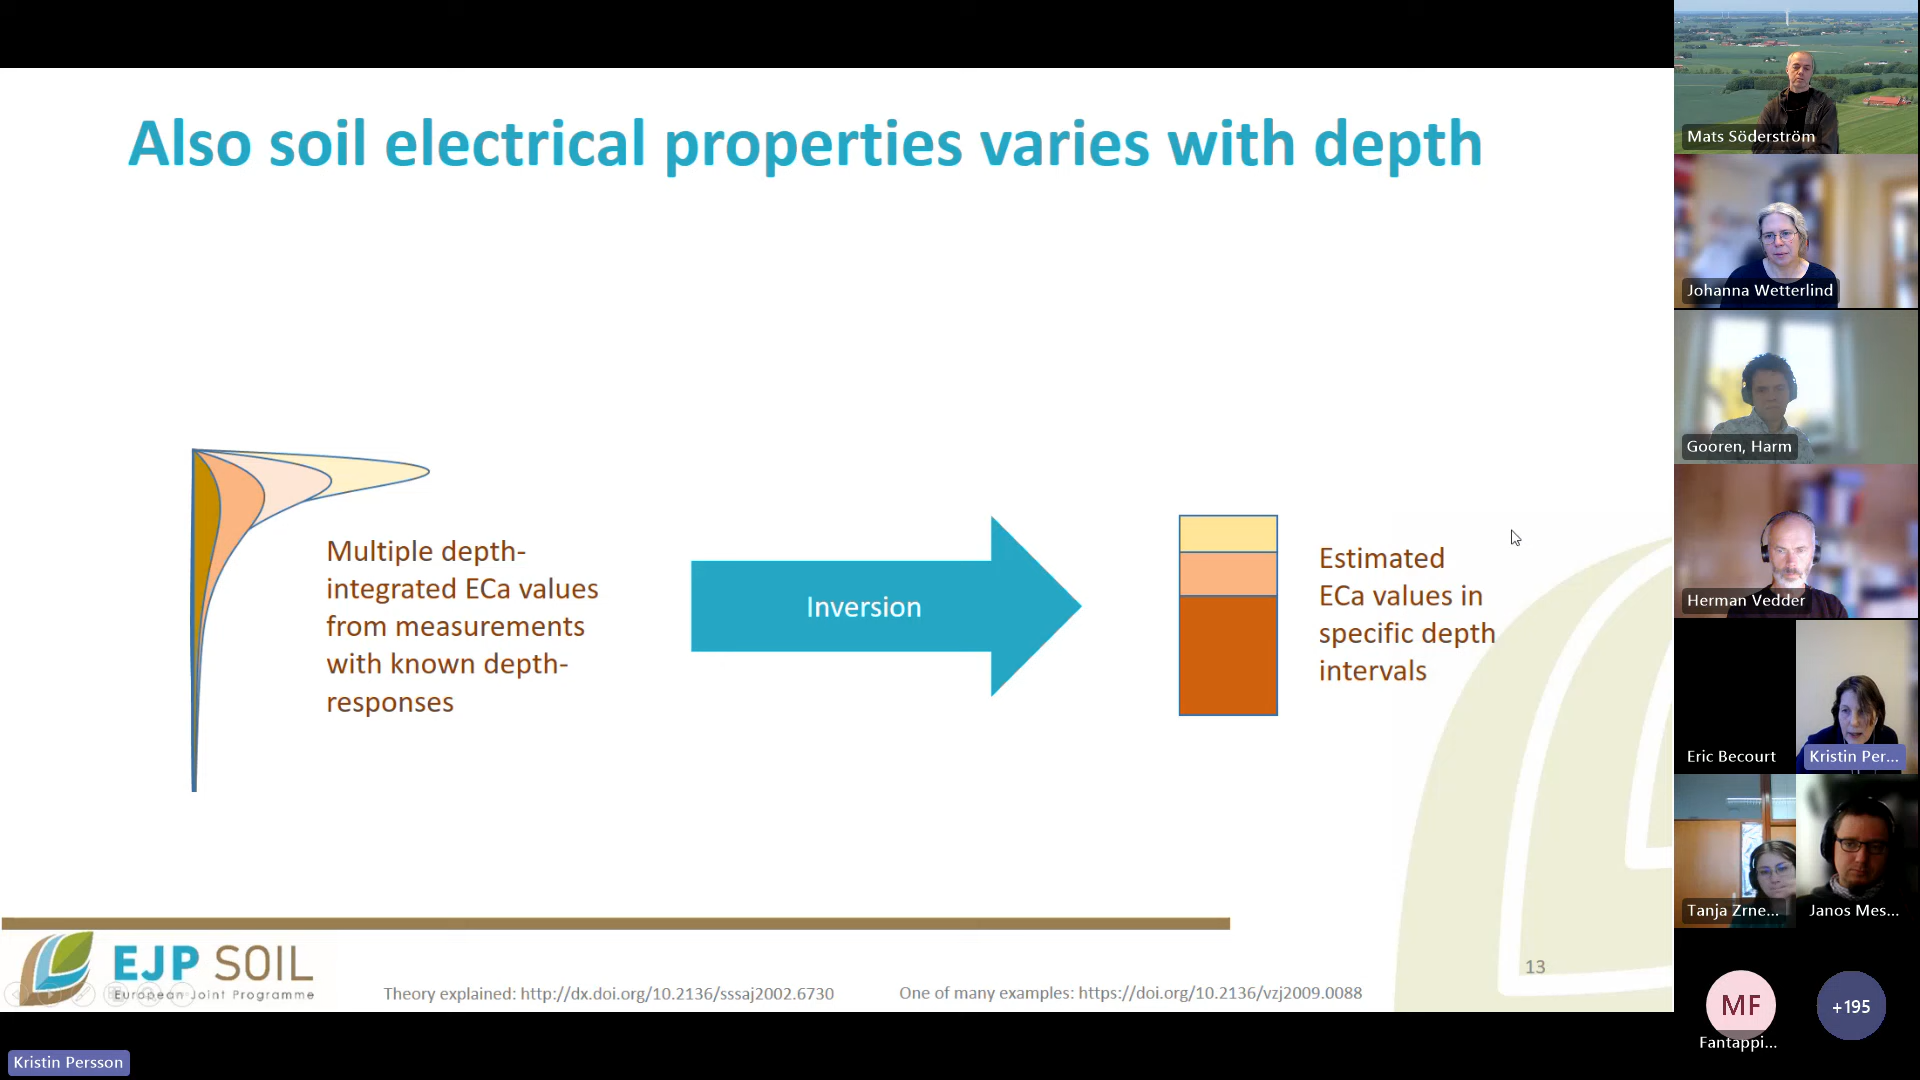 Also soil electrical properties varies with depth
Multiple depth-
integrated ECa values
from measurements
with known depth-
responses
Inversion
Estimated
ECa values in
specific depth
intervals
13
EJP SOIL
European Joint Programme
Theory explained: http://dx.doi.org/10.2136/sssaj2002.6730
One of many examples: https://doi.org/10.2136/vzj2009.0088
Kristin Persson
Mats Söderström
Johanna Wetterlind
Gooren, Harm
Herman Vedder
Eric Becourt
Kristin Per...
Tanja Zrne...
Janos Mes...
MF
+195
Fantappi...